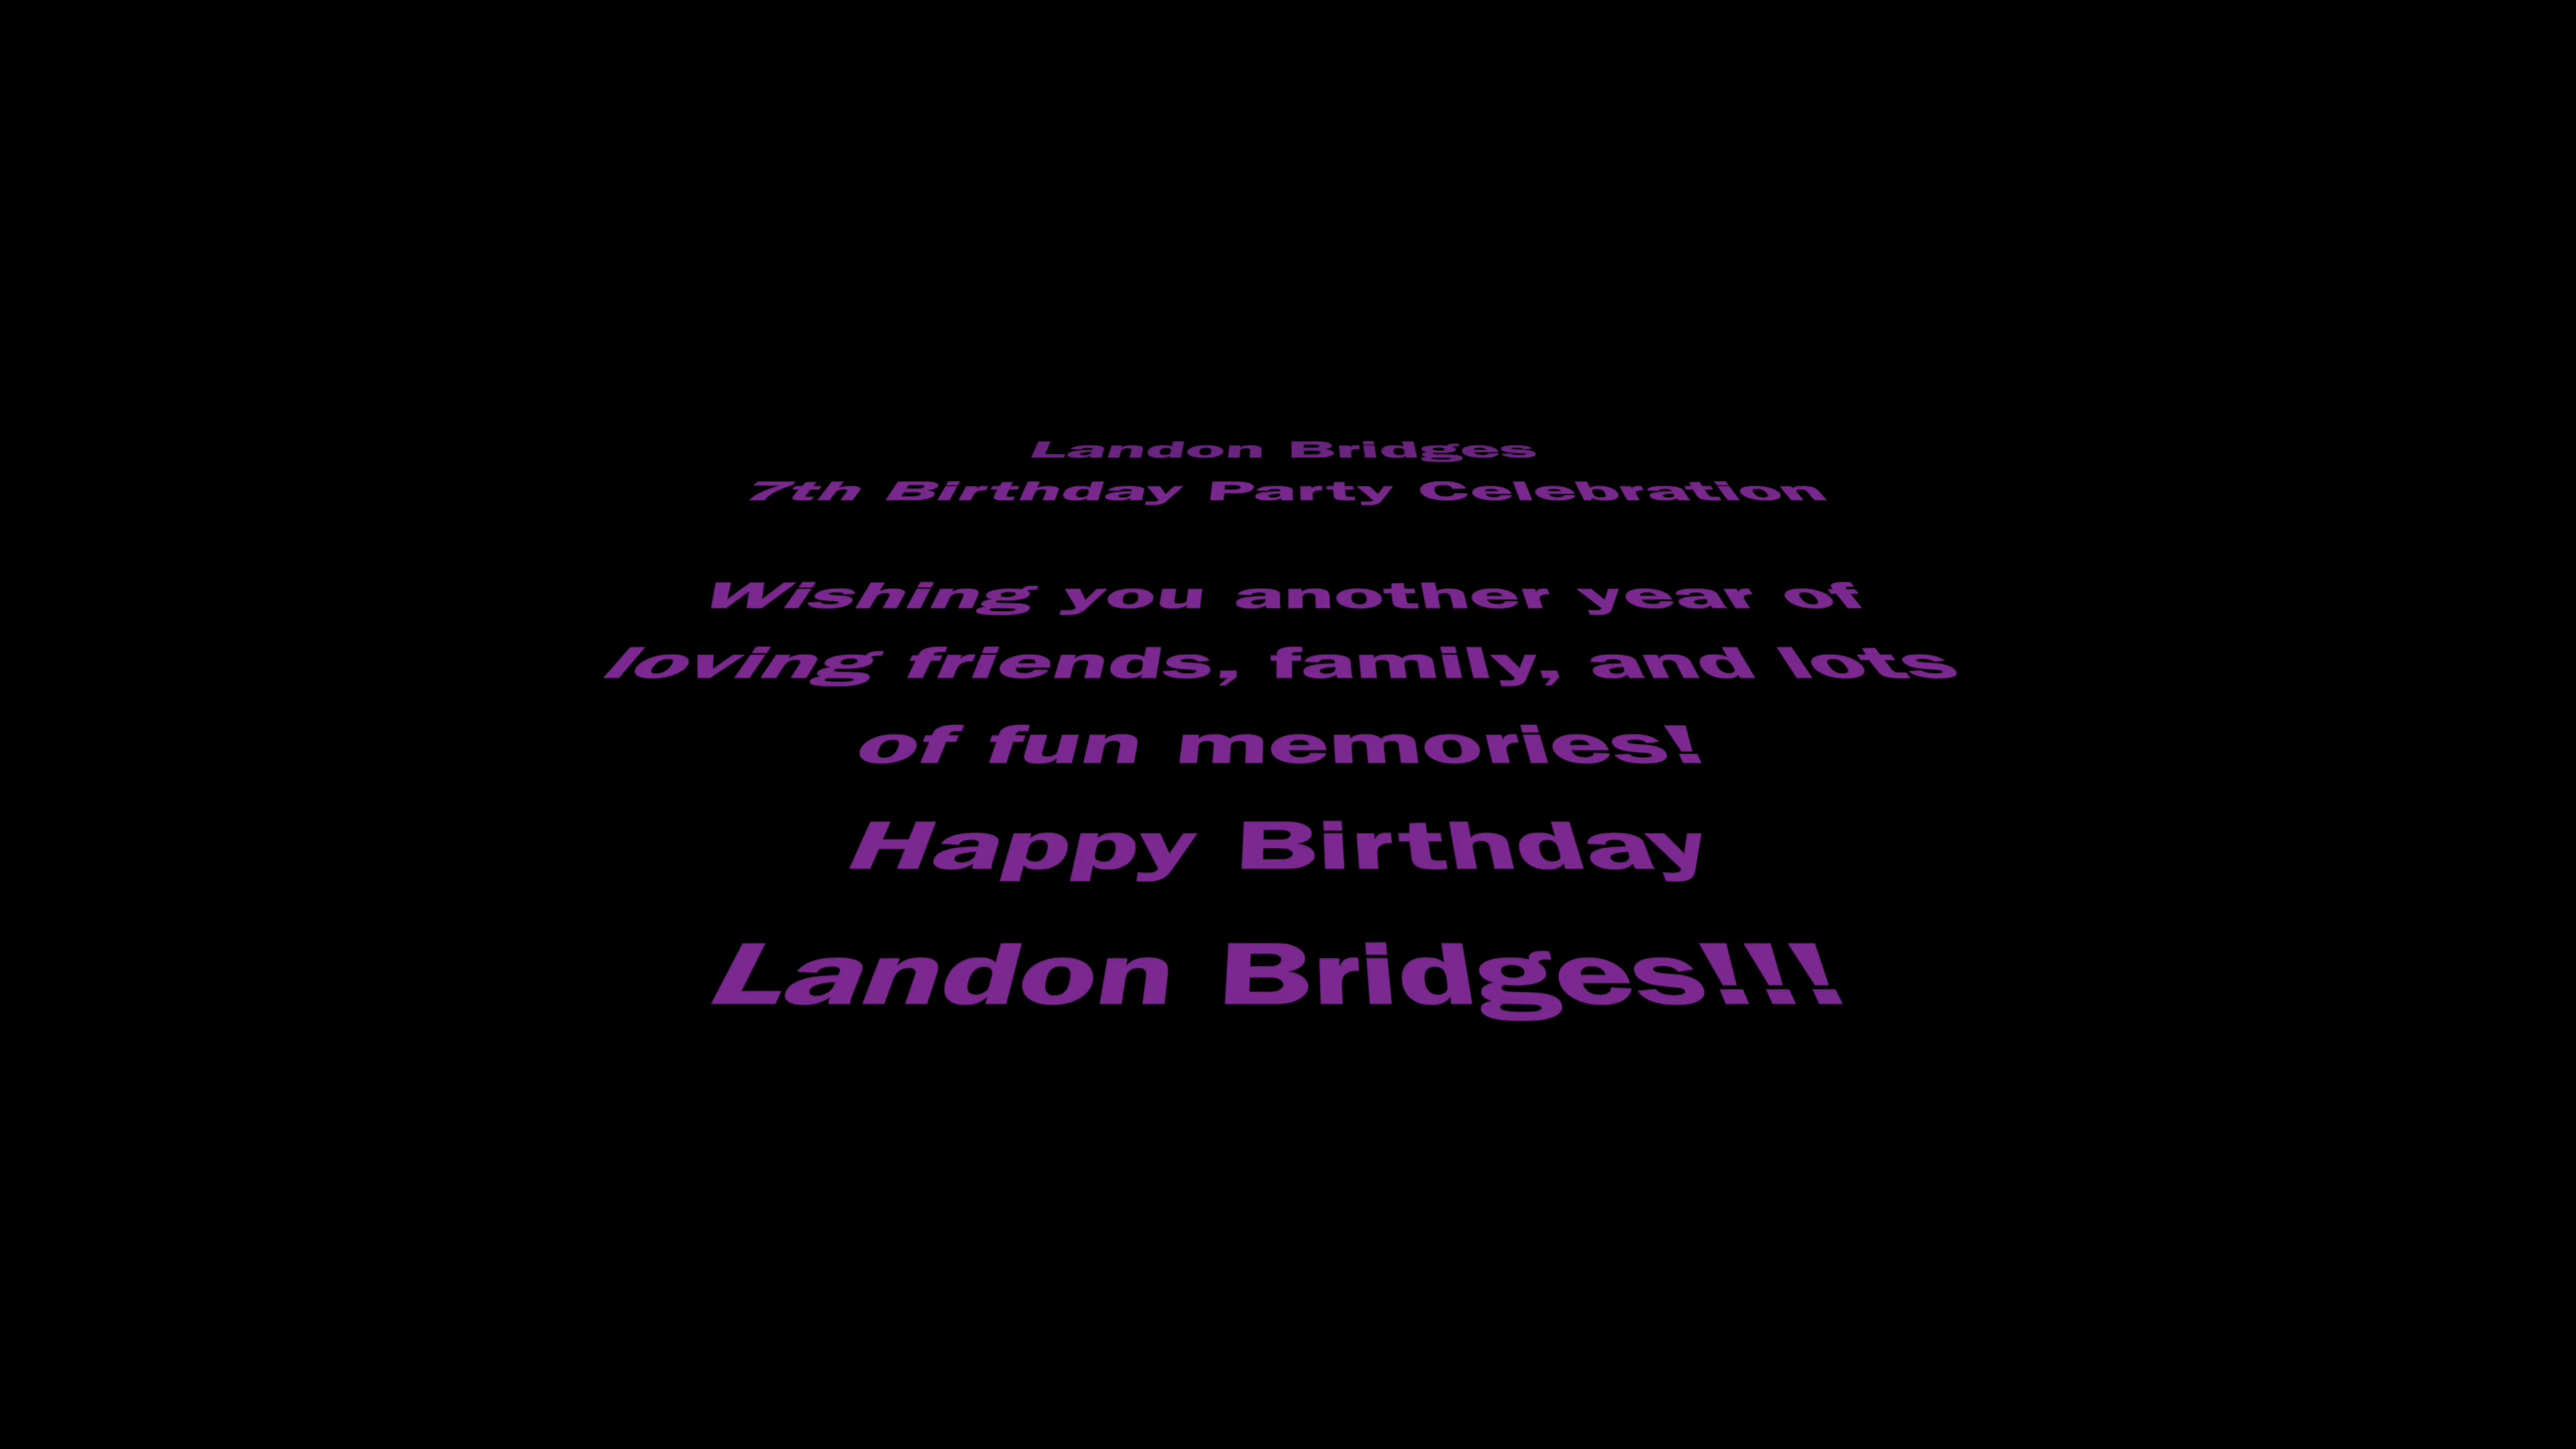 Landon Bridges
7th Birthday Party Celebration
Wishing you another year of
loving friends, family, and lots
of fun memories!
Happy Birthday
Landon Bridges!!!